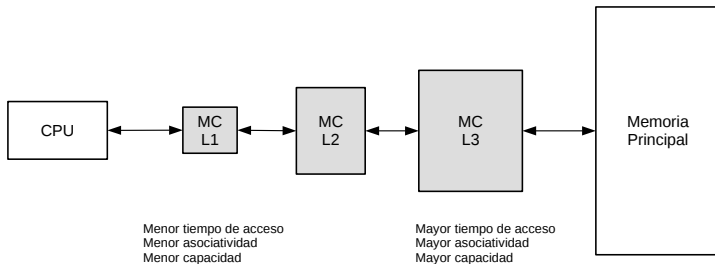 CPU
MC
L1
MC
L2
MC
L3
Memoria
Principal
Menor tiempo de acceso
Menor asociatividad
Menor capacidad
Mayor tiempo de acceso
Mayor asociatividad
Mayor capacidad